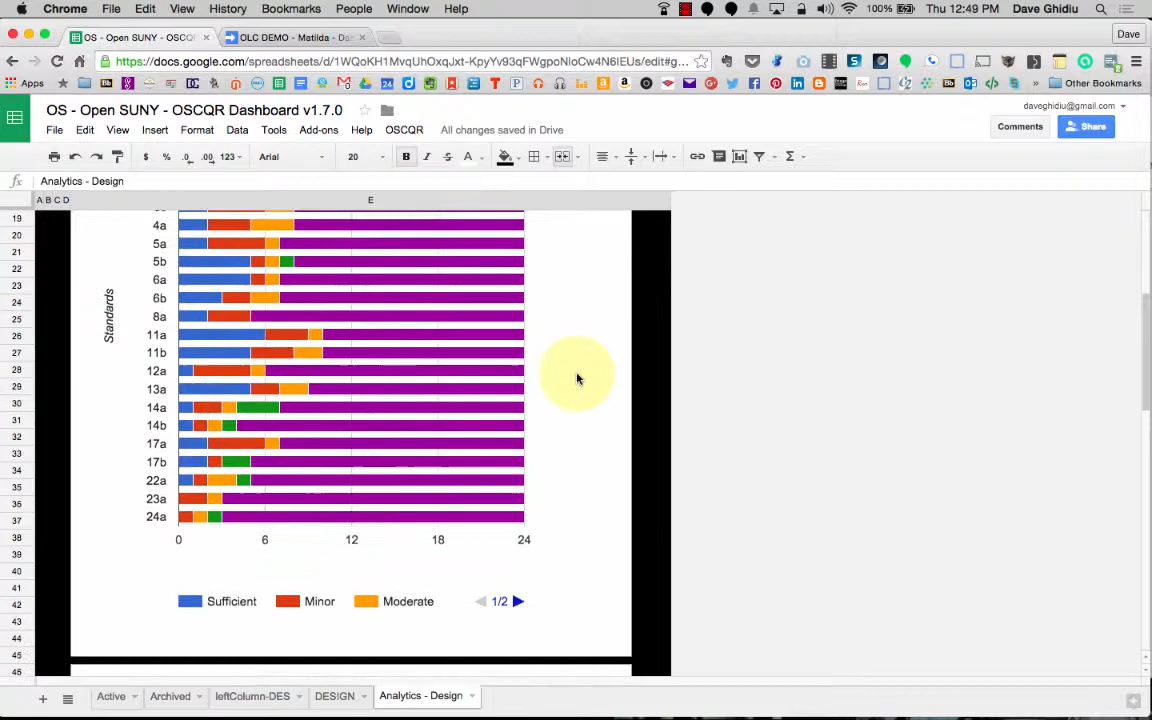 Chrome File Edit View History Bookmarks People Window Help 100% Thu 12:49 PM Dave Ghidiu
OS - Open SUNY - OSCQ × OLC DEMO - Matilda - Da × Dave
https://docs.google.com/spreadsheets/d/1WQoKH1MvqUhOxqJxt-KpyYv93qFWgpoNloCw4N6IEUs/edit#g...
Apps » Other Bookmarks
OS - Open SUNY - OSCQR Dashboard v1.7.0
daveghidiu@gmail.com
File Edit View Insert Format Data Tools Add-ons Help OSCQR All changes saved in Drive
Comments Share
$ % .0 .00 123 Arial 20 B I S A
fx Analytics - Design
A B C D E
19
20
21
22
23
24
25
26
27
28
29
30
31
32
33
34
35
36
37
38
39
40
41
42
43
44
45
46
Standards
4a
5a
5b
6a
6b
8a
11a
11b
12a
13a
14a
14b
17a
17b
22a
23a
24a
0 6 12 18 24
Sufficient Minor Moderate 1/2
+ Active Archived leftColumn-DES DESIGN Analytics - Design